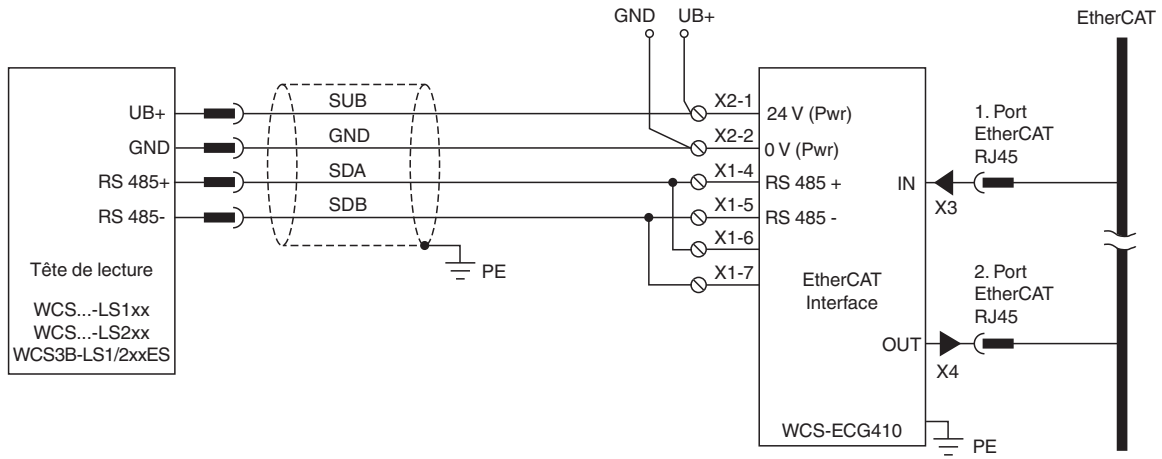 GND UB+
EtherCAT
UB+
GND
RS 485+
RS 485-
Tête de lecture
WCS...-LS1xx
WCS...-LS2xx
WCS3B-LS1/2xxES
SUB
GND
SDA
SDB
PE
X2-1
X2-2
X1-4
X1-5
X1-6
X1-7
24 V (Pwr)
0 V (Pwr)
RS 485 +
RS 485 -
EtherCAT
Interface
WCS-ECG410
IN
OUT
PE
X3
1. Port
EtherCAT
RJ45
X4
2. Port
EtherCAT
RJ45